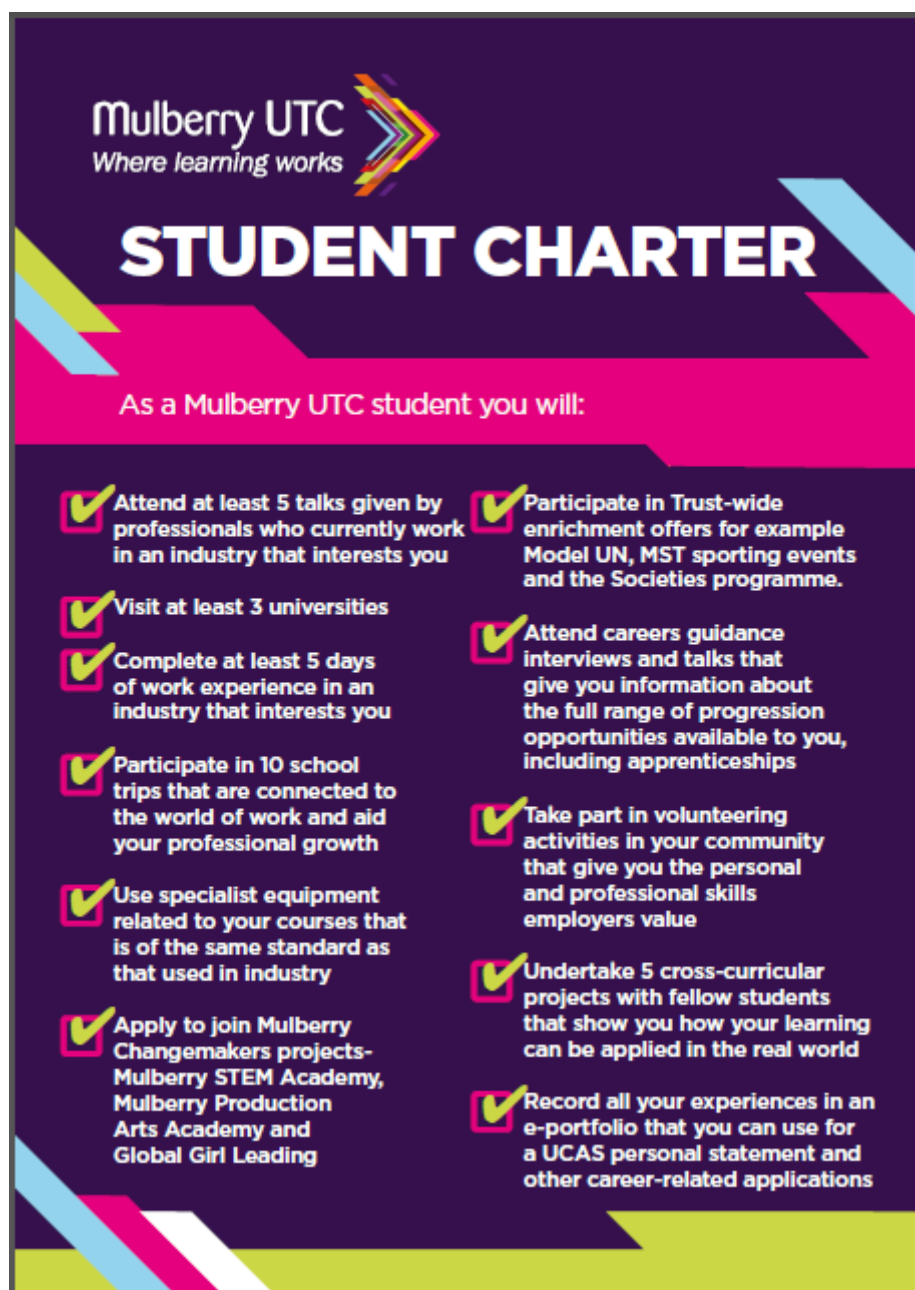 Mulberry UTC
Where learning works
STUDENT CHARTER
As a Mulberry UTC student you will:
Attend at least 5 talks given by
professionals who currently work
in an industry that interests you
Visit at least 3 universities
Complete at least 5 days
of work experience in an
industry that interests you
Participate in 10 school
trips that are connected to
the world of work and aid
your professional growth
Use specialist equipment
related to your courses that
is of the same standard as
that used in industry
Apply to join Mulberry
Changemakers projects-
Mulberry STEM Academy,
Mulberry Production
Arts Academy and
Global Girl Leading
Participate in Trust-wide
enrichment offers for example
Model UN, MST sporting events
and the Societies programme.
Attend careers guidance
interviews and talks that
give you information about
the full range of progression
opportunities available to you,
including apprenticeships
Take part in volunteering
activities in your community
that give you the personal
and professional skills
employers value
Undertake 5 cross-curricular
projects with fellow students
that show you how your learning
can be applied in the real world
Record all your experiences in an
e-portfolio that you can use for
a UCAS personal statement and
other career-related applications